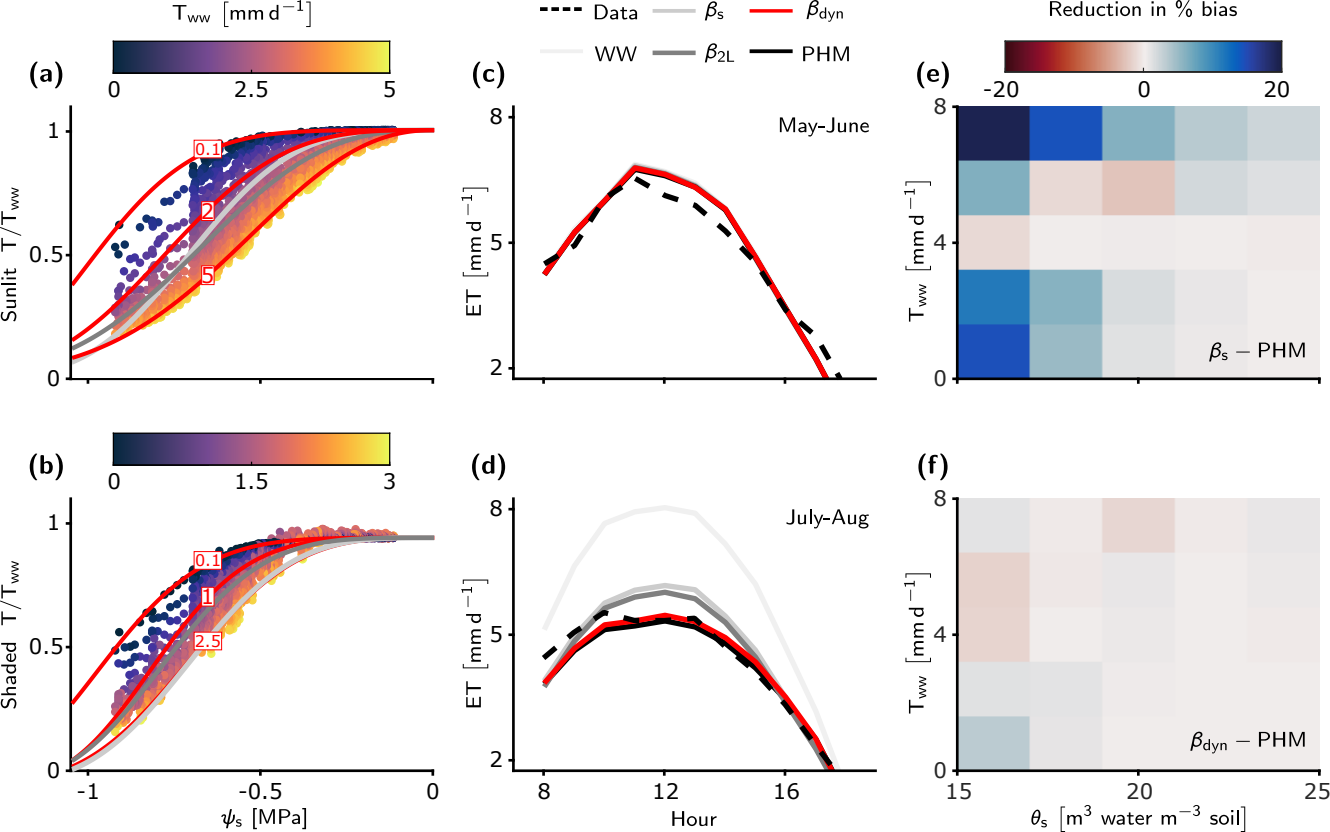 T_ww [mm d^−1]
0 2.5 5
(a)
1
0.5
0
Sunlit T/T_ww
0.1
2
5
(b)
0 1.5 3
1
0.5
0
Shaded T/T_ww
0.1
1
2.5
-1 -0.5 0
ψ_s [MPa]
Data β_s β_dyn
WW β_2L PHM
(c)
May-June
8
5
2
ET [mm d^−1]
(d)
July-Aug
8
5
2
ET [mm d^−1]
8 12 16
Hour
Reduction in % bias
-20 0 20
(e)
8
4
0
T_ww [mm d^−1]
β_s − PHM
(f)
8
4
0
T_ww [mm d^−1]
β_dyn − PHM
15 20 25
θ_s [m^3 water m^−3 soil]